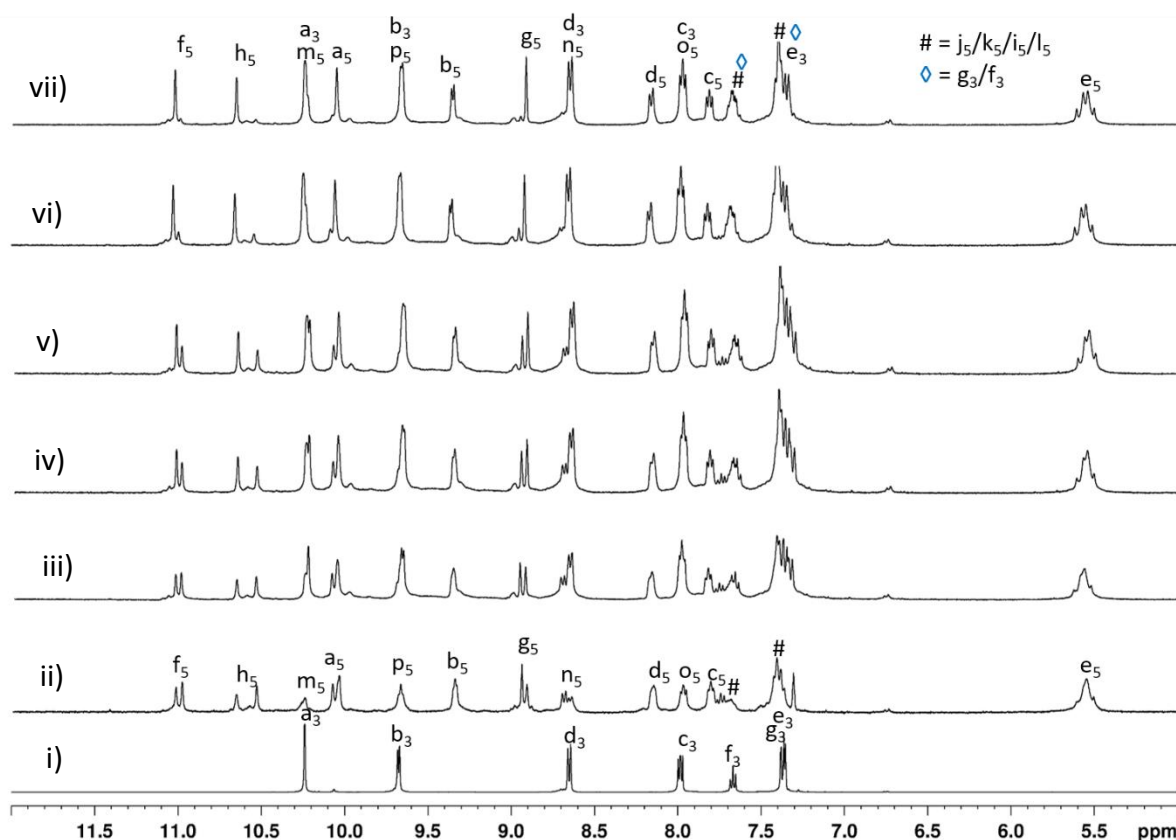 f₅ h₅ a₃ m₅ a₅ b₃ p₅ b₅ g₅ d₃ n₅ d₅ c₃ o₅ c₅ # # e₃ e₅
# = j₅/k₅/i₅/l₅
◊ = g₃/f₃
vii)
vi)
v)
iv)
iii)
ii)
f₅ h₅ m₅ a₅ p₅ b₅ g₅ n₅ d₅ o₅ c₅ # # e₅
i)
a₃ b₃ d₃ c₃ f₃ g₃ e₃
11.5 11.0 10.5 10.0 9.5 9.0 8.5 8.0 7.5 7.0 6.5 6.0 5.5 ppm